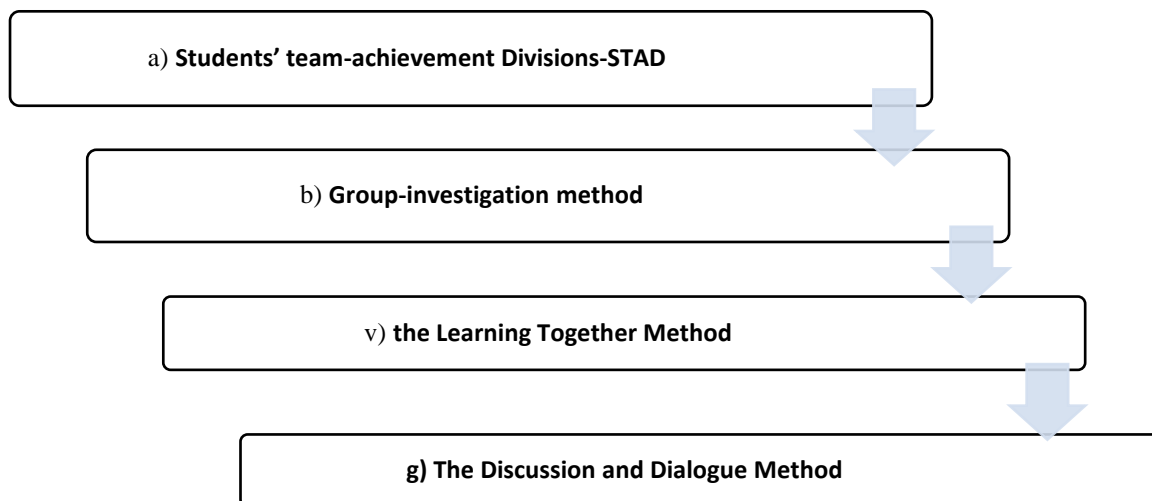 a) Students’ team-achievement Divisions-STAD
b) Group-investigation method
v) the Learning Together Method
g) The Discussion and Dialogue Method